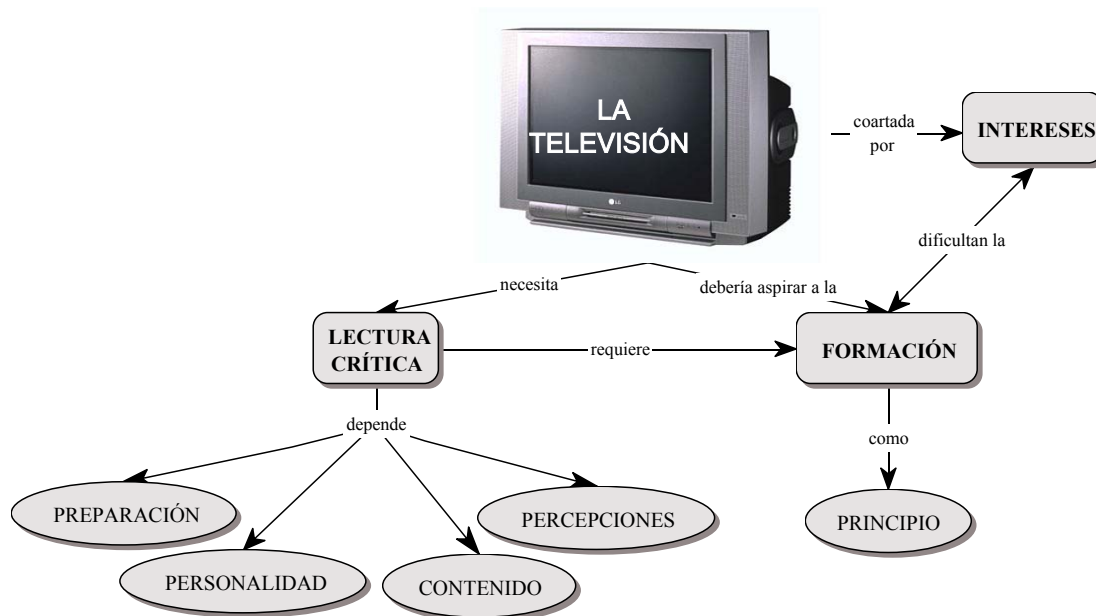 LA
TELEVISIÓN
LG
coartada
por
INTERESES
dificultan la
necesita
debería aspirar a la
LECTURA
CRÍTICA
requiere
FORMACIÓN
depende
como
PREPARACIÓN
PERCEPCIONES
PRINCIPIO
PERSONALIDAD
CONTENIDO